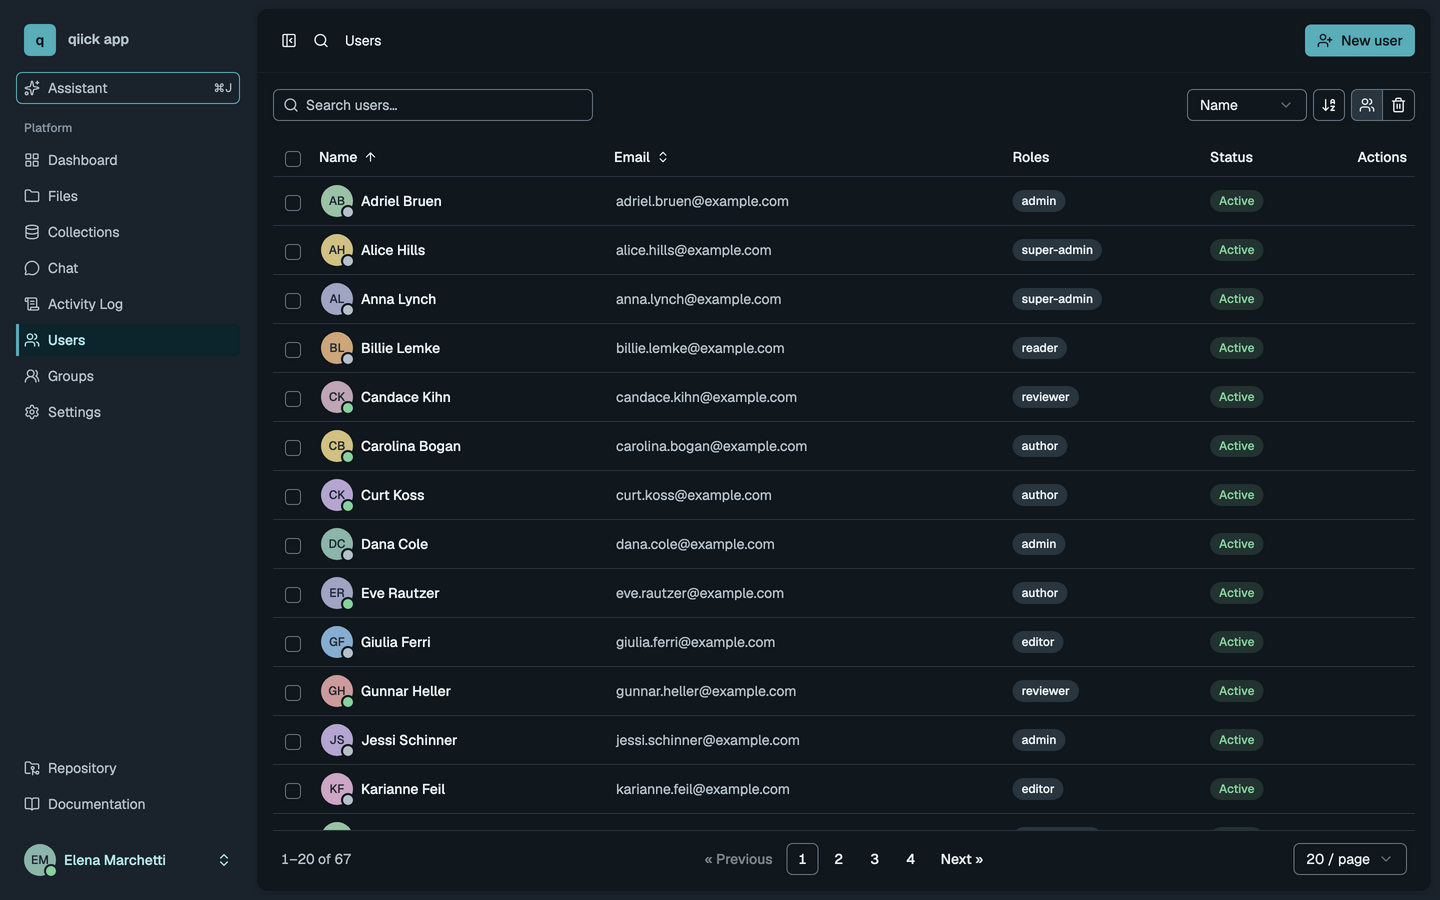 q qiick app
Assistant ⌘J
Platform
Dashboard
Files
Collections
Chat
Activity Log
Users
Groups
Settings
Repository
Documentation
EM Elena Marchetti
Users
New user
Search users...
Name
Name Email Roles Status Actions
AB Adriel Bruen adriel.bruen@example.com admin Active
AH Alice Hills alice.hills@example.com super-admin Active
AL Anna Lynch anna.lynch@example.com super-admin Active
BL Billie Lemke billie.lemke@example.com reader Active
CK Candace Kihn candace.kihn@example.com reviewer Active
CB Carolina Bogan carolina.bogan@example.com author Active
CK Curt Koss curt.koss@example.com author Active
DC Dana Cole dana.cole@example.com admin Active
ER Eve Rautzer eve.rautzer@example.com author Active
GF Giulia Ferri giulia.ferri@example.com editor Active
GH Gunnar Heller gunnar.heller@example.com reviewer Active
JS Jessi Schinner jessi.schinner@example.com admin Active
KF Karianne Feil karianne.feil@example.com editor Active
1–20 of 67 « Previous 1 2 3 4 Next » 20 / page